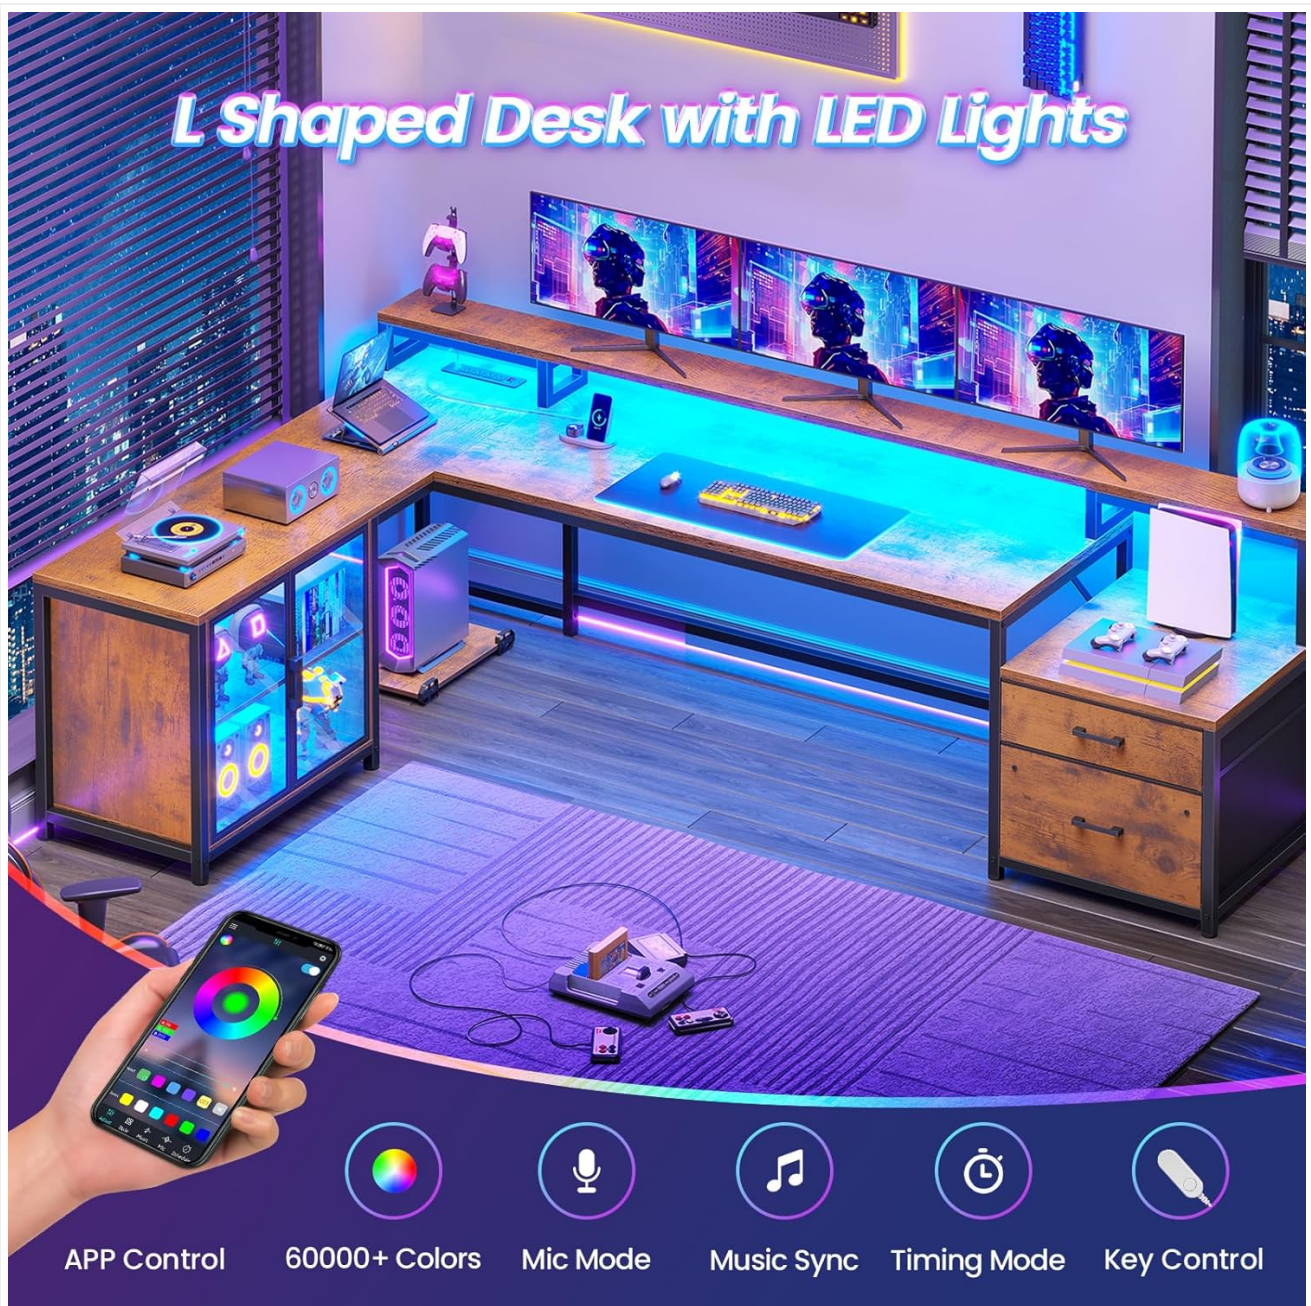 L Shaped Desk with LED Lights
D
APP Control
60000+ Colors
Mic Mode
Music Sync
Timing Mode
Key Control